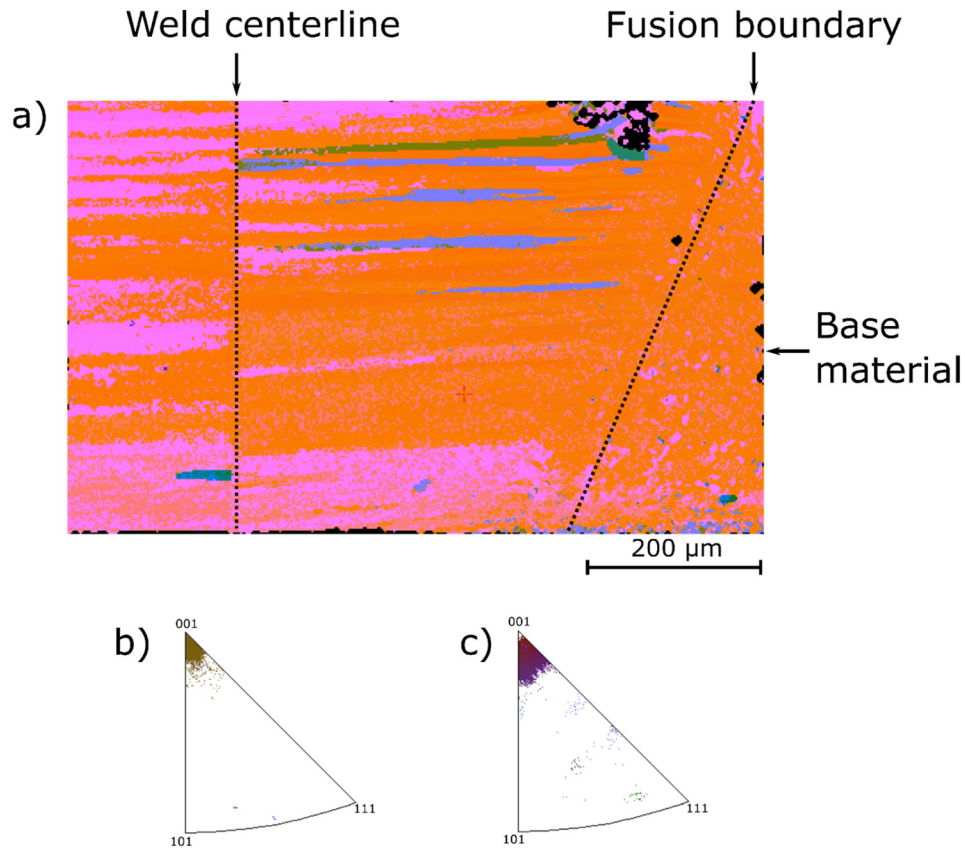 Weld centerline
Fusion boundary
a)
Base
material
200 µm
b)
001
101
111
c)
001
101
111